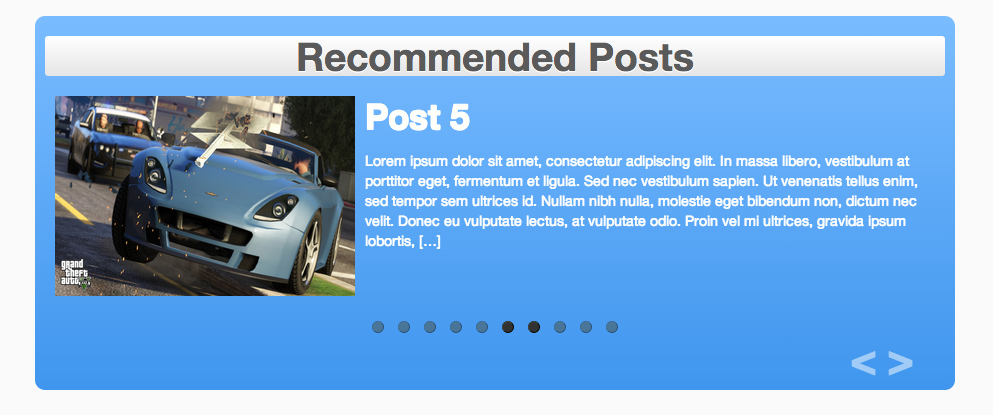 Recommended Posts
Post 5
Lorem ipsum dolor sit amet, consectetur adipiscing elit. In massa libero, vestibulum at
porttitor eget, fermentum et ligula. Sed nec vestibulum sapien. Ut venenatis tellus enim,
sed tempor sem ultrices id. Nullam nibh nulla, molestie eget bibendum non, dictum nec
velit. Donec eu vulputate lectus, at vulputate odio. Proin vel mi ultrices, gravida ipsum
lobortis, [...]
grand
theft
auto
< >